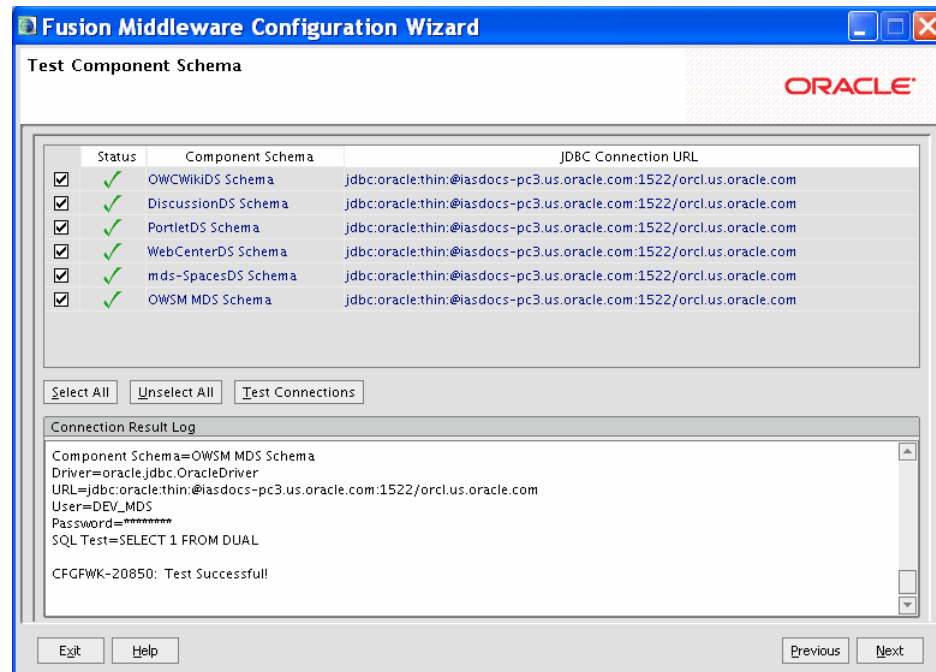 Fusion Middleware Configuration Wizard
Test Component Schema
ORACLE
Status Component Schema JDBC Connection URL
OWCWikiDS Schema jdbc:oracle:thin:@iasdocs-pc3.us.oracle.com:1522/orcl.us.oracle.com
DiscussionDS Schema jdbc:oracle:thin:@iasdocs-pc3.us.oracle.com:1522/orcl.us.oracle.com
PortletDS Schema jdbc:oracle:thin:@iasdocs-pc3.us.oracle.com:1522/orcl.us.oracle.com
WebCenterDS Schema jdbc:oracle:thin:@iasdocs-pc3.us.oracle.com:1522/orcl.us.oracle.com
mds-SpacesDS Schema jdbc:oracle:thin:@iasdocs-pc3.us.oracle.com:1522/orcl.us.oracle.com
OWSM MDS Schema jdbc:oracle:thin:@iasdocs-pc3.us.oracle.com:1522/orcl.us.oracle.com
Select All Unselect All Test Connections
Connection Result Log
Component Schema=OWSM MDS Schema
Driver=oracle.jdbc.OracleDriver
URL=jdbc:oracle:thin:@iasdocs-pc3.us.oracle.com:1522/orcl.us.oracle.com
User=DEV_MDS
Password=********
SQL Test=SELECT 1 FROM DUAL
CFGFWK-20850: Test Successful!
Exit Help Previous Next